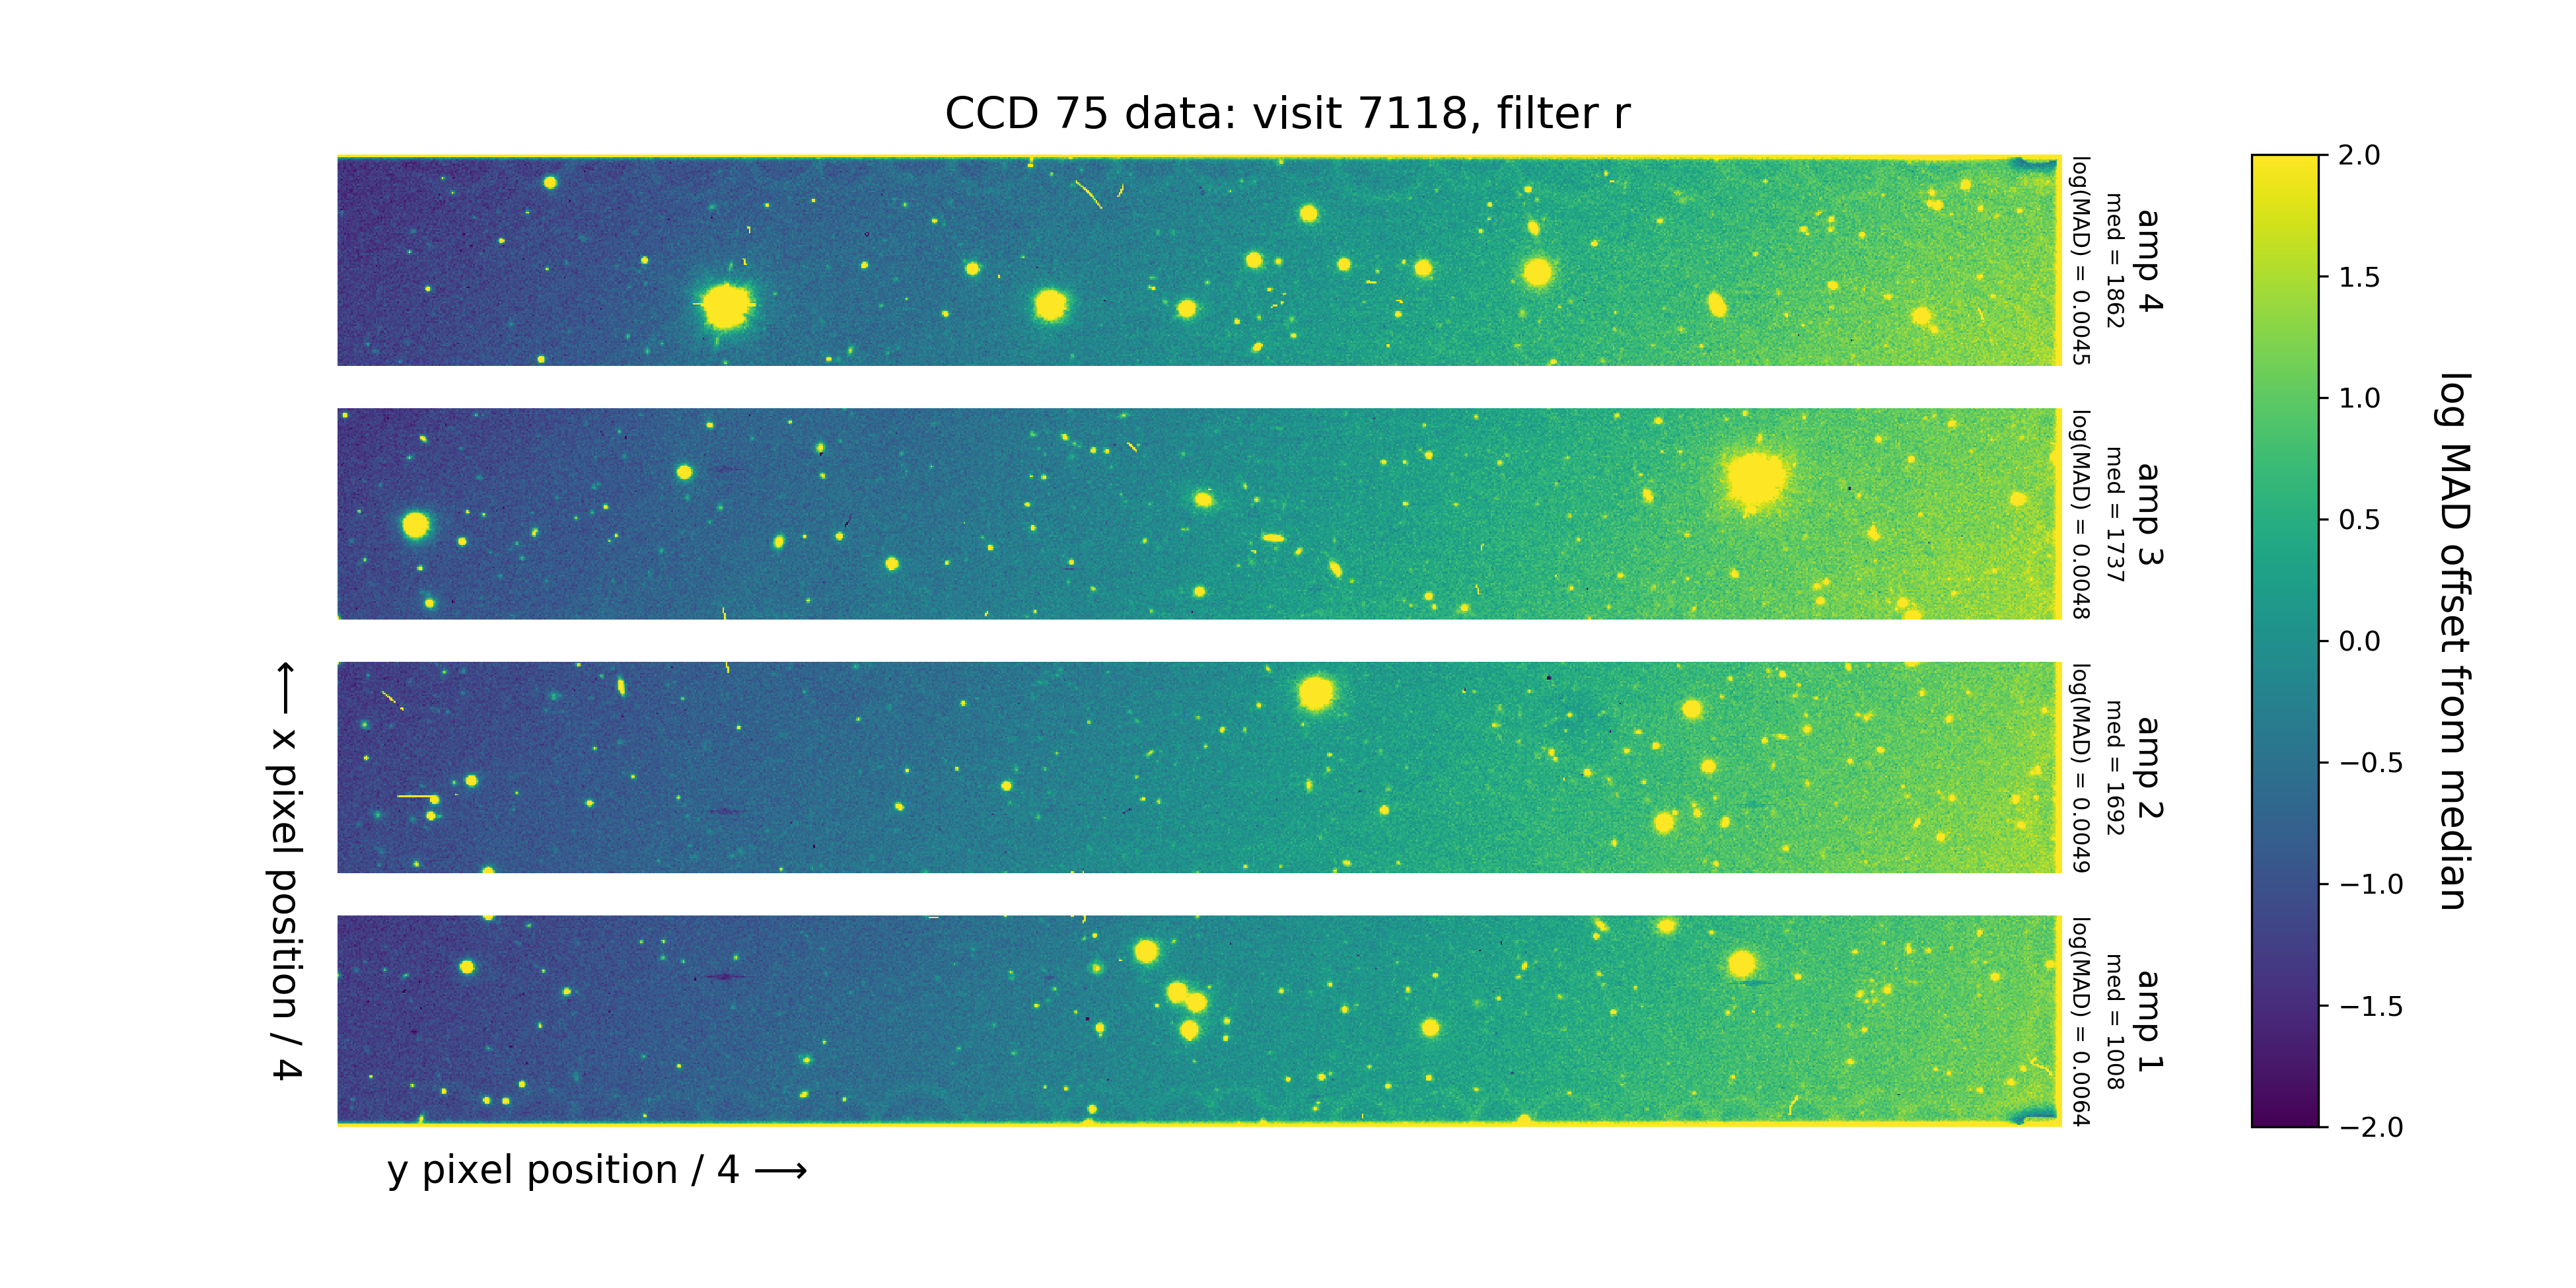 CCD 75 data: visit 7118, filter r
amp 4
med = 1862
log(MAD) = 0.0045
amp 3
med = 1737
log(MAD) = 0.0048
amp 2
med = 1692
log(MAD) = 0.0049
amp 1
med = 1008
log(MAD) = 0.0064
⟵ x pixel position / 4
y pixel position / 4 ⟶
2.0
1.5
1.0
0.5
0.0
−0.5
−1.0
−1.5
−2.0
log MAD offset from median